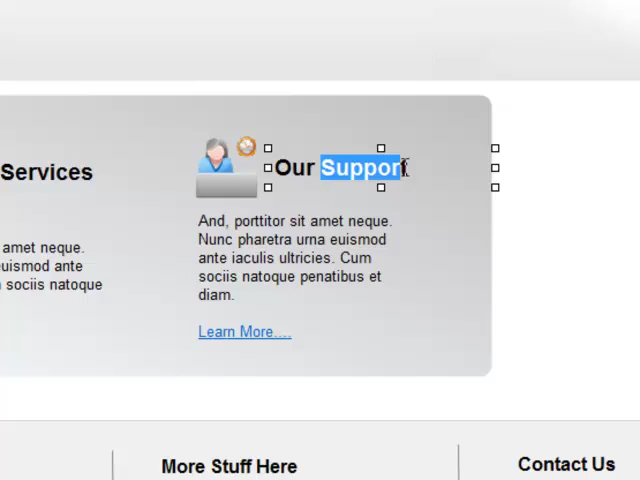 Services
Our Support
amet neque.
euismod ante
sociis natoque
And, porttitor sit amet neque.
Nunc pharetra urna euismod
ante iaculis ultricies. Cum
sociis natoque penatibus et
diam.
Learn More....
More Stuff Here
Contact Us